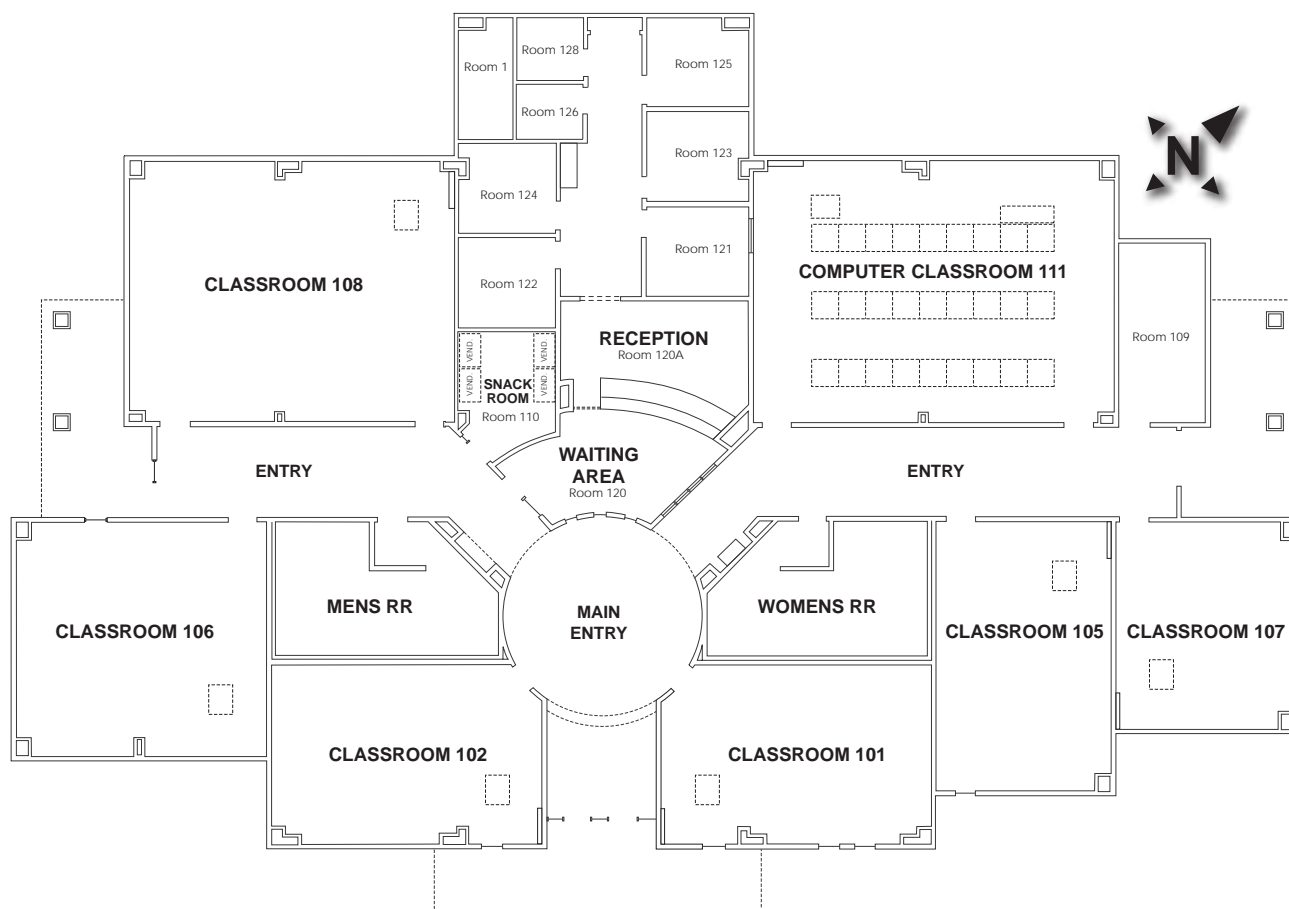 Room 128
Room 1
Room 125
Room 126
N
Room 123
Room 124
Room 121
COMPUTER CLASSROOM 111
CLASSROOM 108
Room 122
RECEPTION
Room 120A
Room 109
VEND.
VEND.
VEND.
VEND.
SNACK
ROOM
Room 110
WAITING
AREA
Room 120
ENTRY
ENTRY
MENS RR
WOMENS RR
MAIN
ENTRY
CLASSROOM 106
CLASSROOM 105
CLASSROOM 107
CLASSROOM 102
CLASSROOM 101